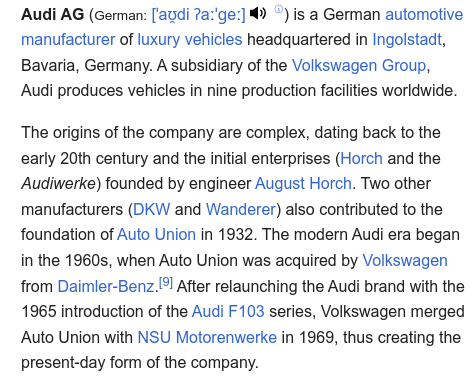 Audi AG (German: [ˈaʊ̯di ʔaːˈɡeː] ⓘ) is a German automotive
manufacturer of luxury vehicles headquartered in Ingolstadt,
Bavaria, Germany. A subsidiary of the Volkswagen Group,
Audi produces vehicles in nine production facilities worldwide.
The origins of the company are complex, dating back to the
early 20th century and the initial enterprises (Horch and the
Audiwerke) founded by engineer August Horch. Two other
manufacturers (DKW and Wanderer) also contributed to the
foundation of Auto Union in 1932. The modern Audi era began
in the 1960s, when Auto Union was acquired by Volkswagen
from Daimler-Benz.[9] After relaunching the Audi brand with the
1965 introduction of the Audi F103 series, Volkswagen merged
Auto Union with NSU Motorenwerke in 1969, thus creating the
present-day form of the company.